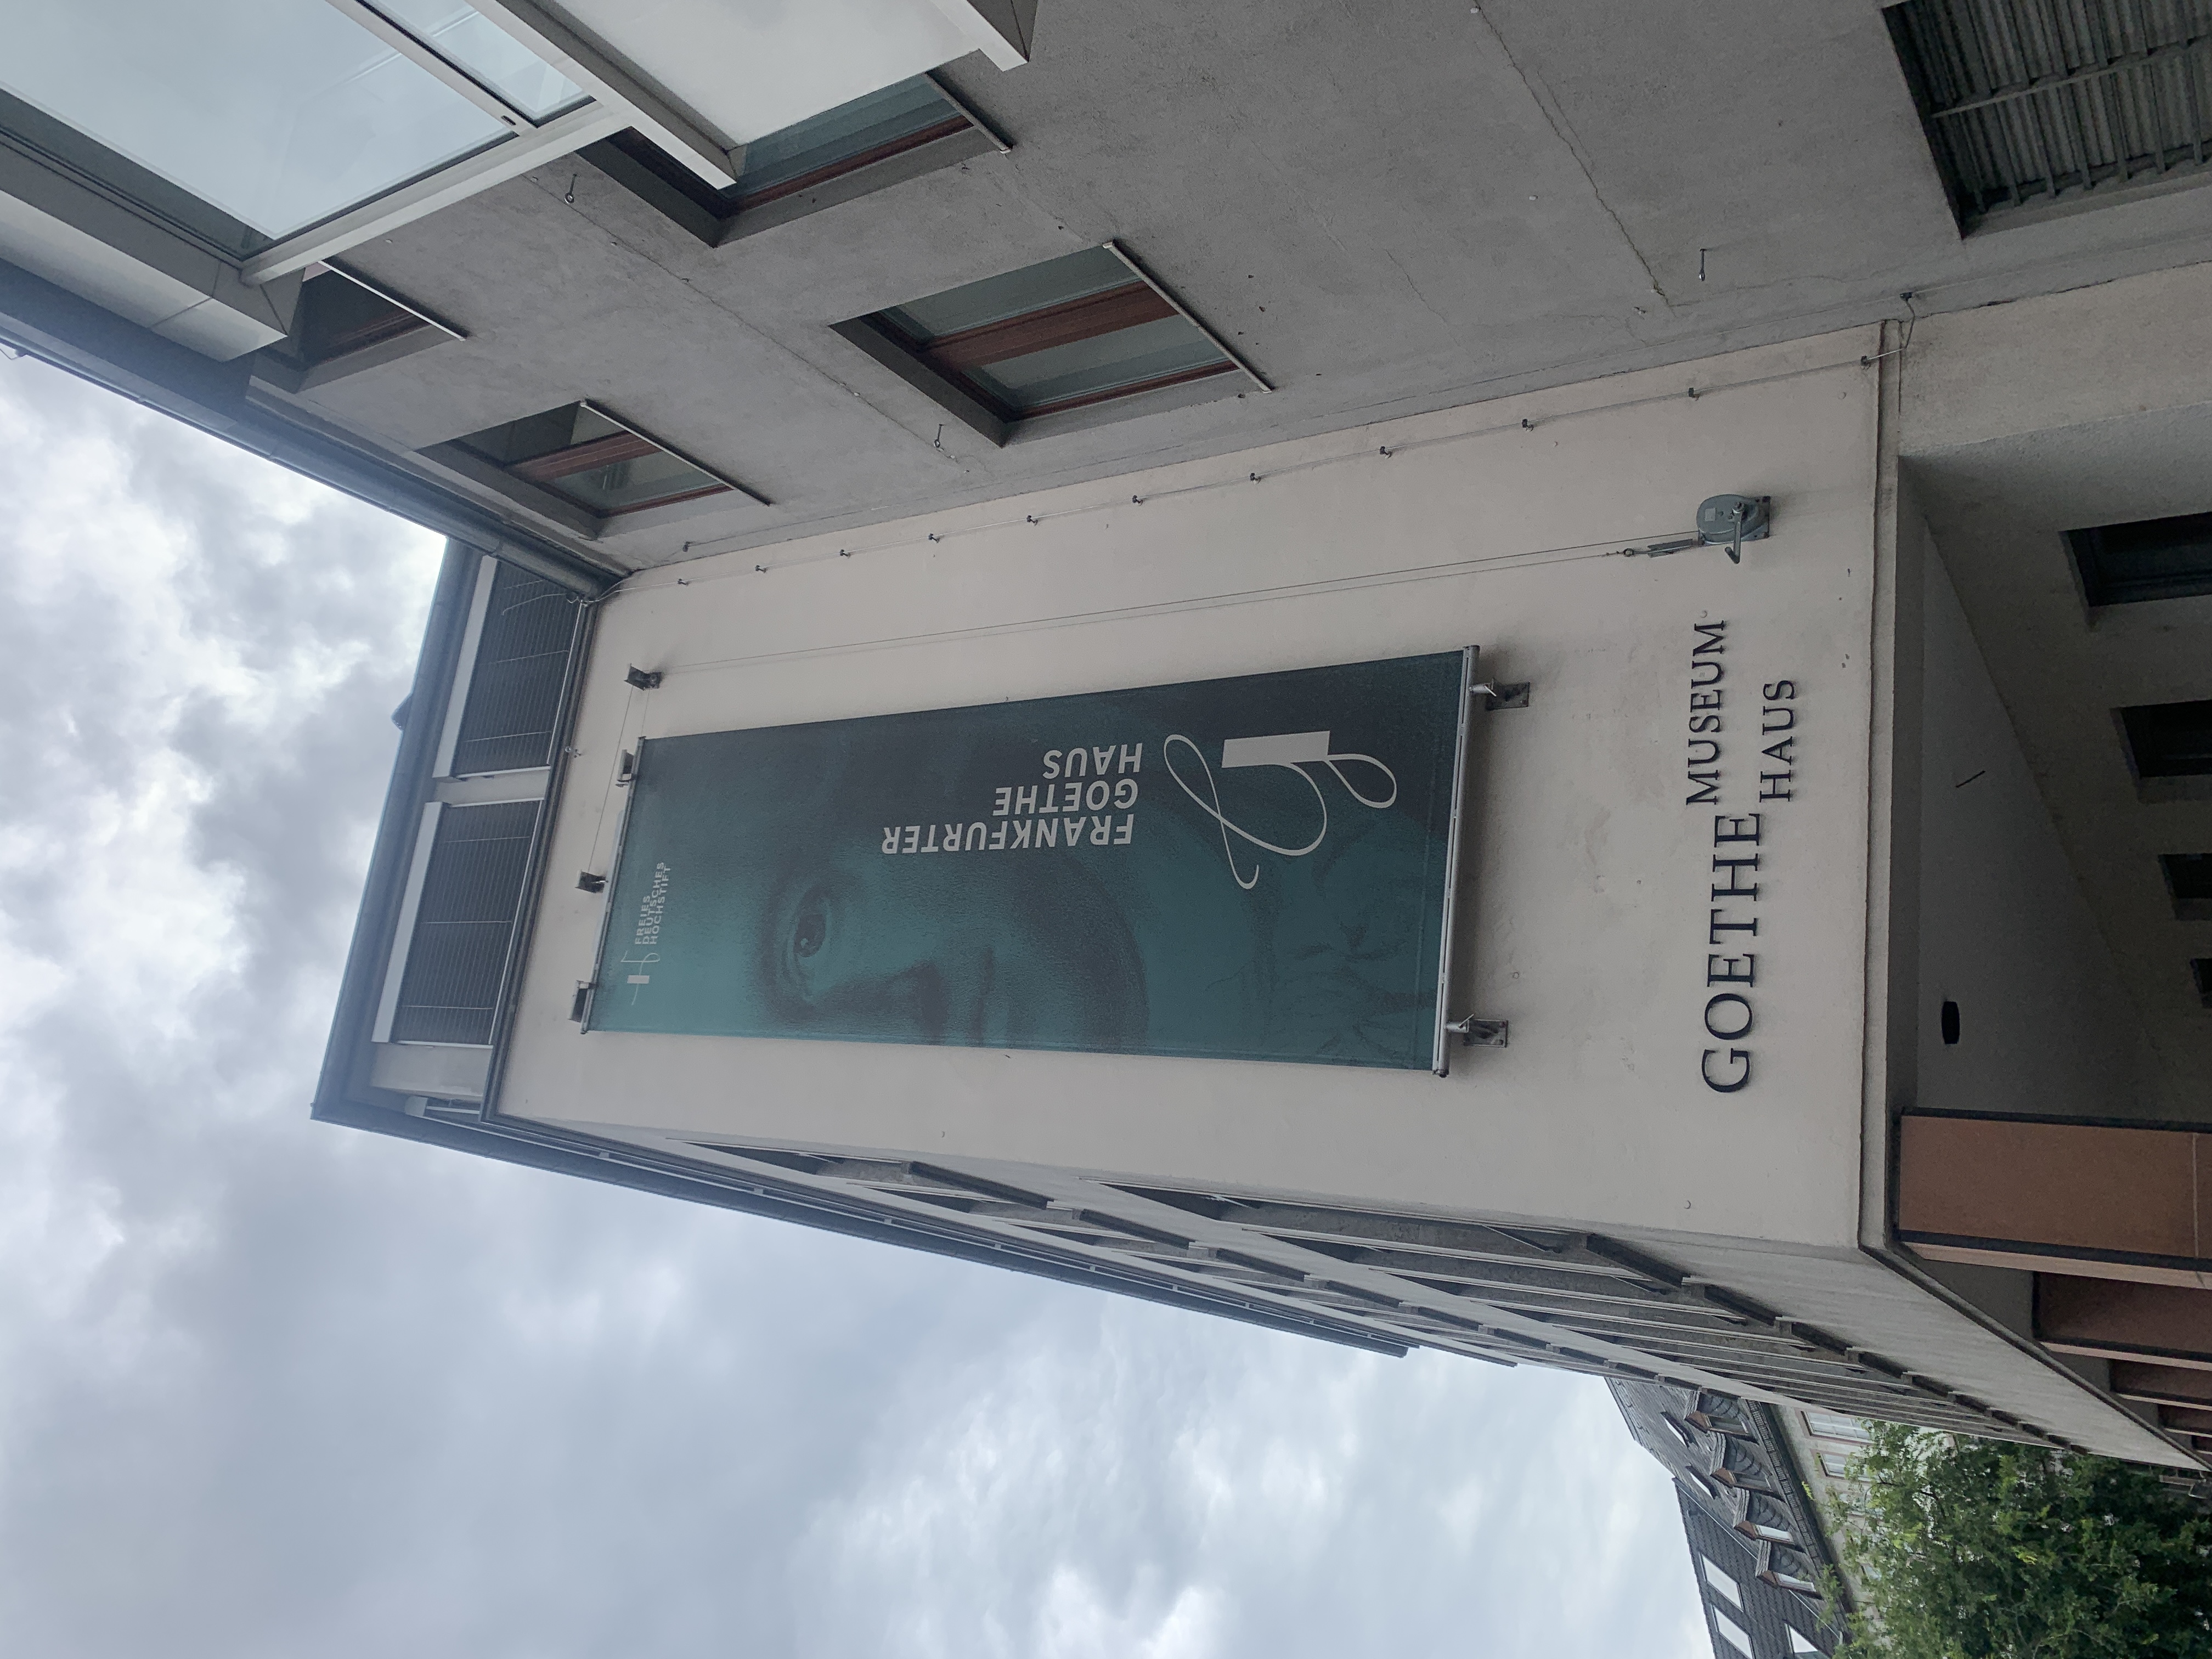 FREIES
DEUTSCHES
HOCHSTIFT
FRANKFURTER
GOETHE
HAUS
GOETHE MUSEUM
HAUS